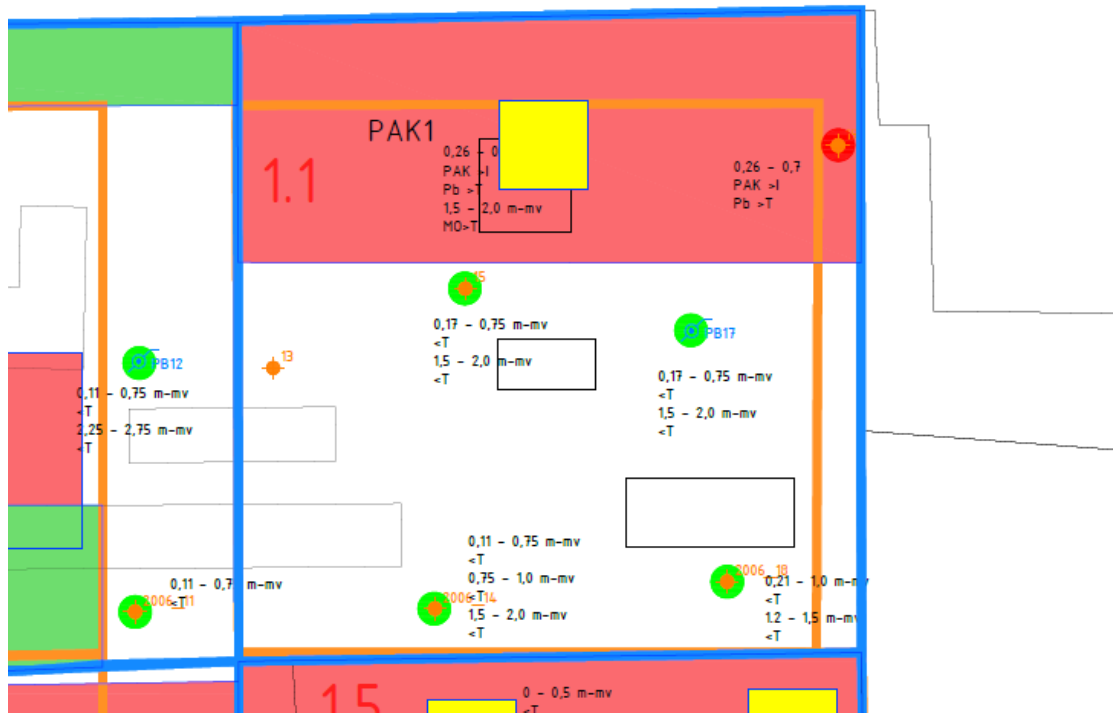 PAK1
1.1
0,26 - 0
PAK >I
Pb >T
1,5 - 2,0 m-mv
MO>T
0,26 - 0,7
PAK >I
Pb >T
15
0,17 - 0,75 m-mv
<T
1,5 - 2,0 m-mv
<T
PB17
0,17 - 0,75 m-mv
<T
1,5 - 2,0 m-mv
<T
13
PB12
0,11 - 0,75 m-mv
<T
2,25 - 2,75 m-mv
<T
0,11 - 0,75 m-mv
<T
2006_11
0,11 - 0,75 m-mv
<T
0,75 - 1,0 m-mv
<T
1,5 - 2,0 m-mv
<T
2006_14
2006_18
0,21 - 1,0 m-mv
<T
1.2 - 1,5 m-mv
<T
1.5
0 - 0,5 m-mv
<T